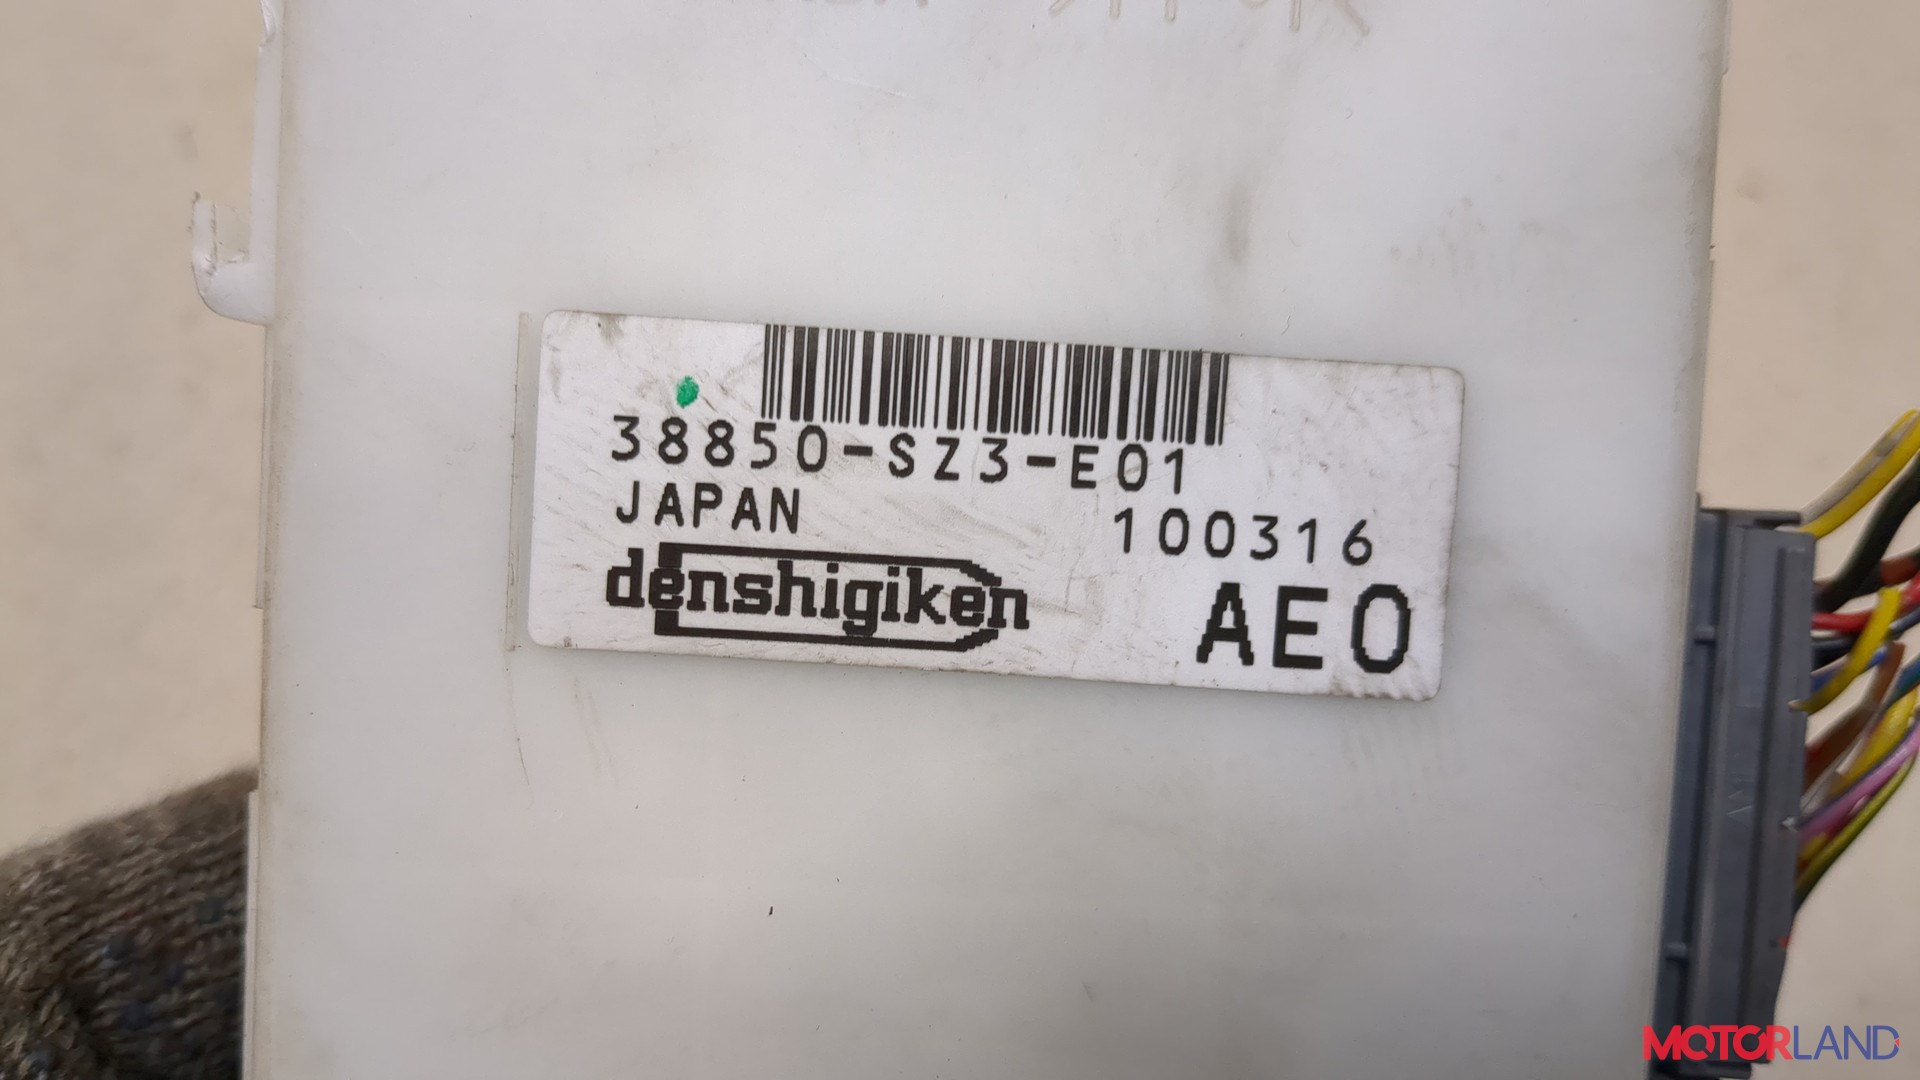 38850-SZ3-E01
JAPAN 100316
denshigiken AE0
MOTORLAND